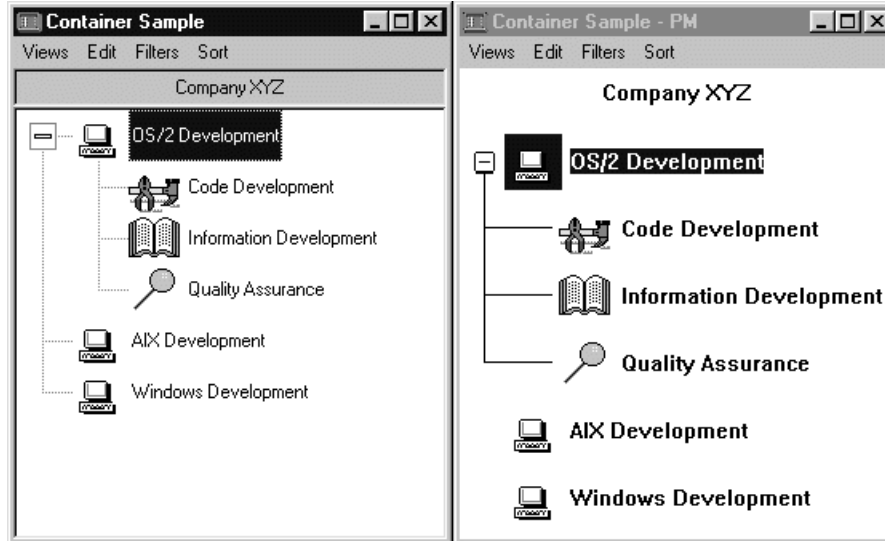 Container Sample
Views Edit Filters Sort
Company XYZ
OS/2 Development
Code Development
Information Development
Quality Assurance
AIX Development
Windows Development
Container Sample - PM
Views Edit Filters Sort
Company XYZ
OS/2 Development
Code Development
Information Development
Quality Assurance
AIX Development
Windows Development